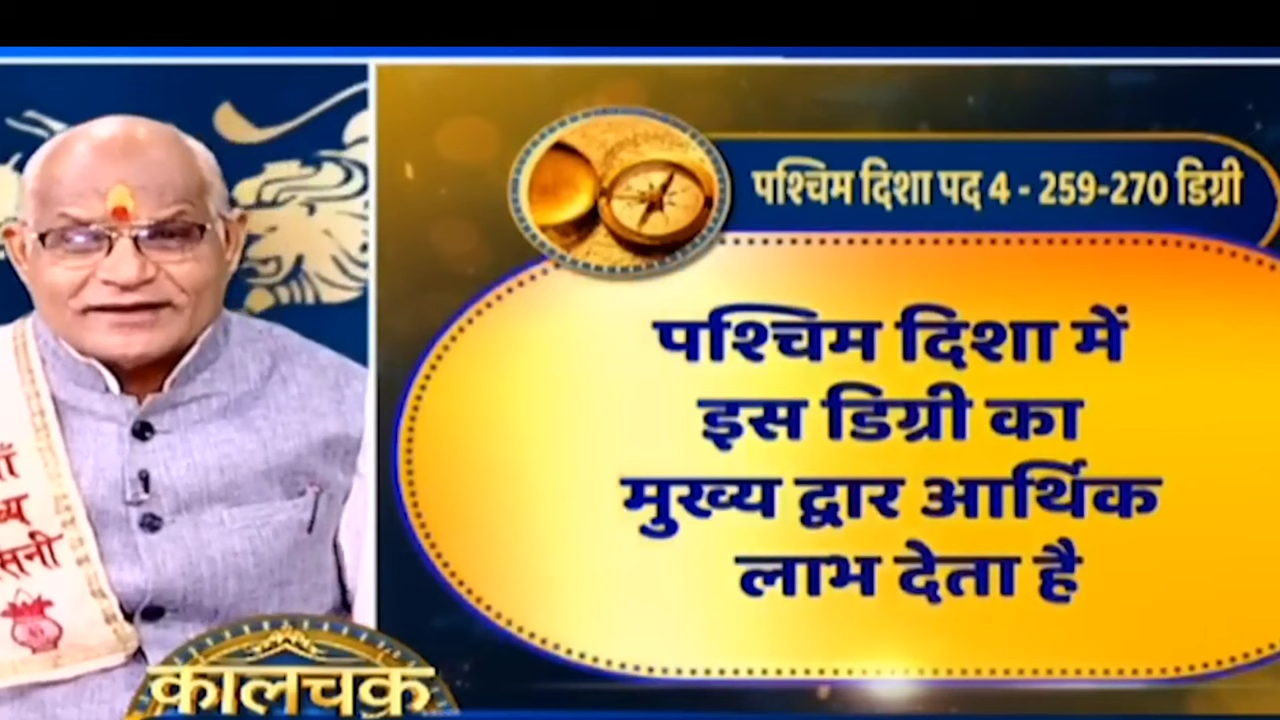 पश्चिम दिशा पद 4 - 259-270 डिग्री
पश्चिम दिशा में
इस डिग्री का
मुख्य द्वार आर्थिक
लाभ देता है
कालचक्र